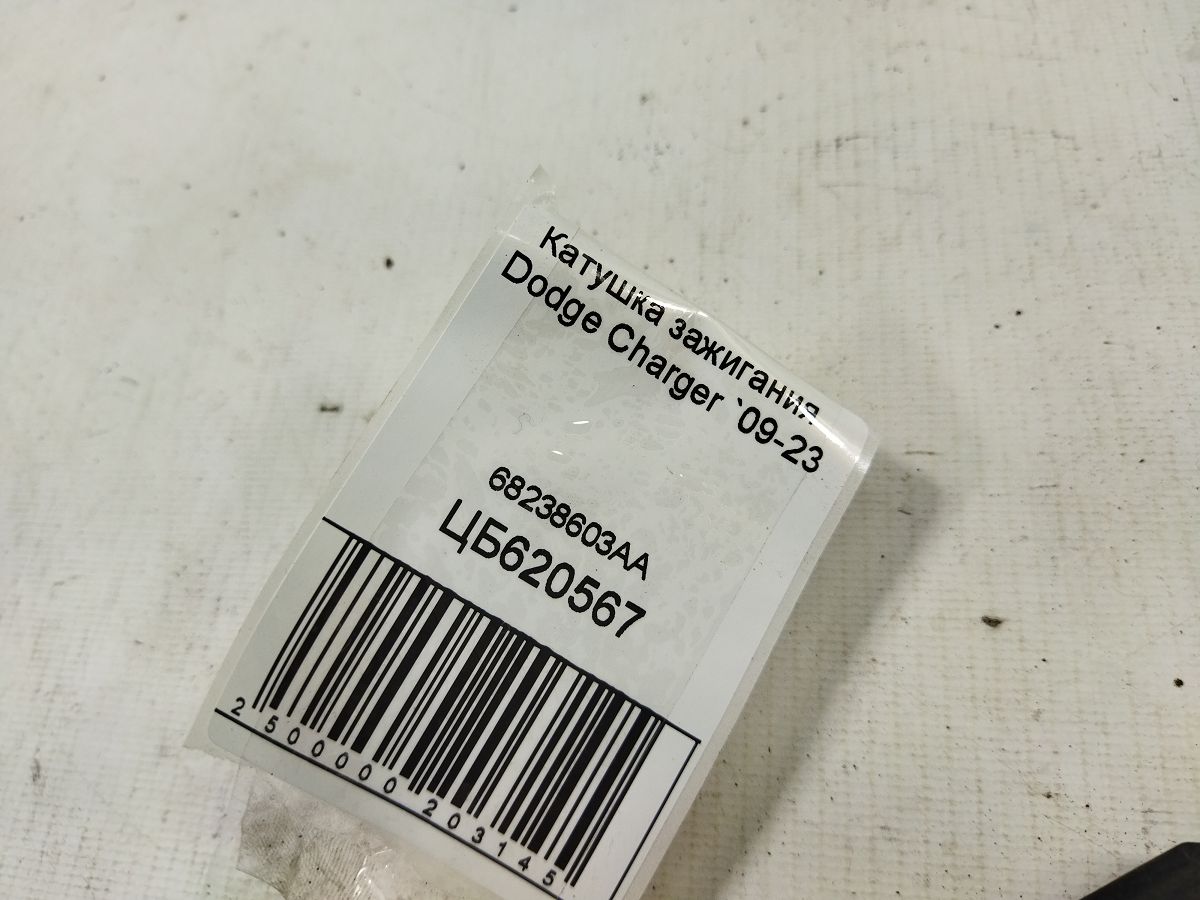 Катушка зажигания
Dodge Charger `09-23
68238603AA
ЦБ620567
2500000203145